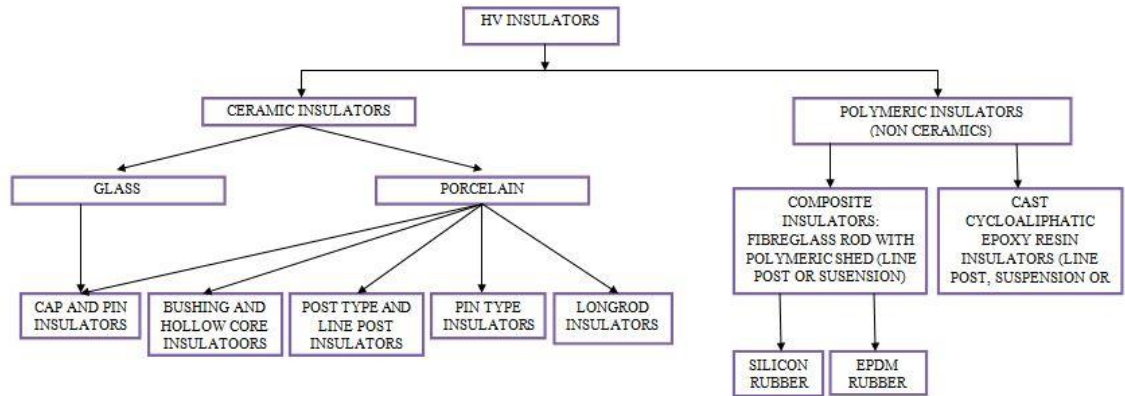 HV INSULATORS
CERAMIC INSULATORS
POLYMERIC INSULATORS
(NON CERAMICS)
GLASS
PORCELAIN
COMPOSITE
INSULATORS:
FIBREGLASS ROD WITH
POLYMERIC SHED (LINE
POST OR SUSENSION)
CAST
CYCLOALIPHATIC
EPOXY RESIN
INSULATORS (LINE
POST, SUSPENSION OR
CAP AND PIN
INSULATORS
BUSHING AND
HOLLOW CORE
INSULATOORS
POST TYPE AND
LINE POST
INSULATORS
PIN TYPE
INSULATORS
LONGROD
INSULATORS
SILICON
RUBBER
EPDM
RUBBER